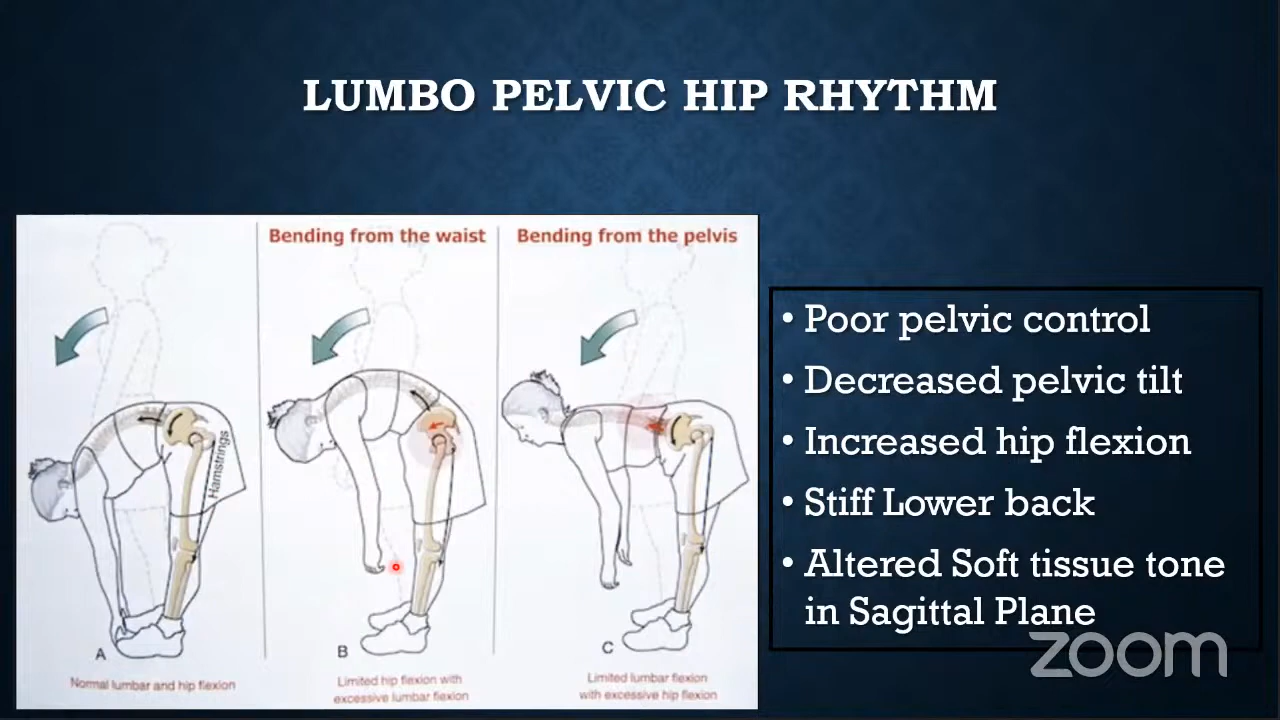 LUMBO PELVIC HIP RHYTHM
Bending from the waist
Bending from the pelvis
Hamstrings
A
B
C
Normal lumbar and hip flexion
Limited hip flexion with
excessive lumbar flexion
Limited lumbar flexion
with excessive hip flexion
• Poor pelvic control
• Decreased pelvic tilt
• Increased hip flexion
• Stiff Lower back
• Altered Soft tissue tone
in Sagittal Plane
zoom